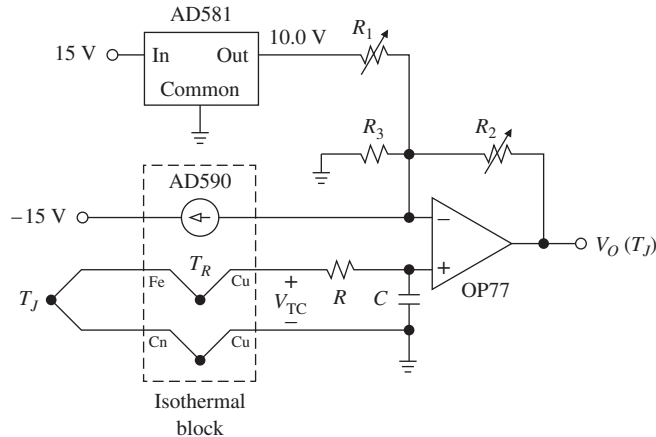 AD581
15 V
In
Out
Common
10.0 V
R1
R3
R2
AD590
−15 V
−
+
OP77
VO (TJ)
TJ
Fe
TR
Cu
+
VTC
−
R
C
Cn
Cu
Isothermal
block